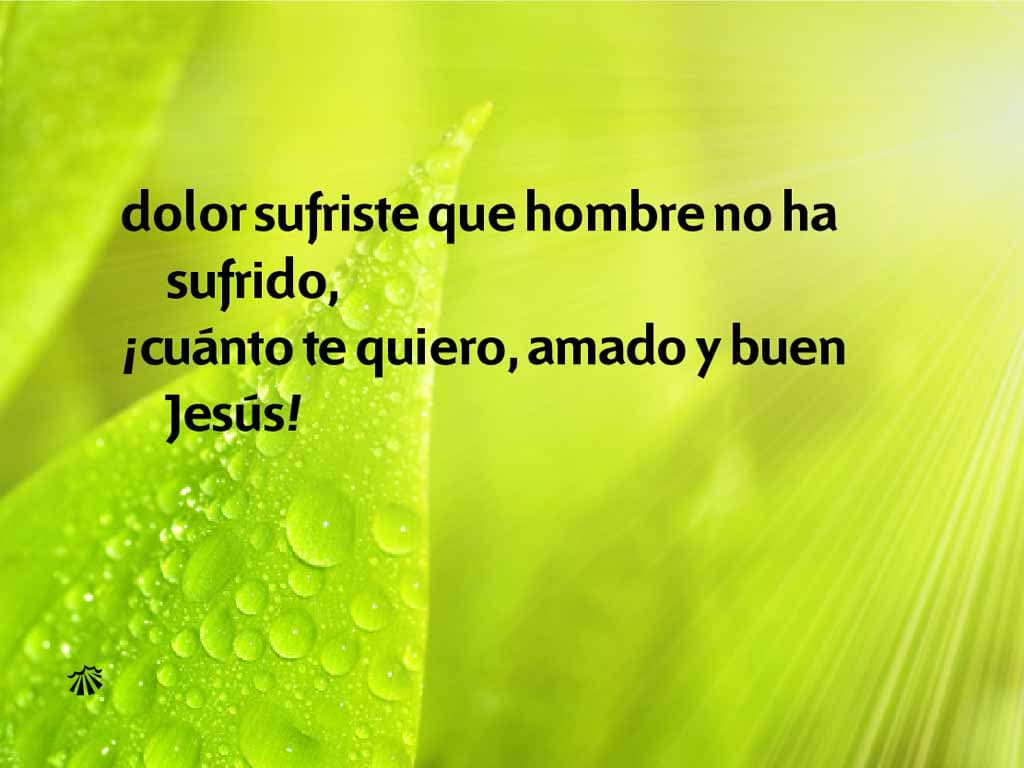 dolor sufriste que hombre no ha
sufrido,
¡cuánto te quiero, amado y buen
Jesús!